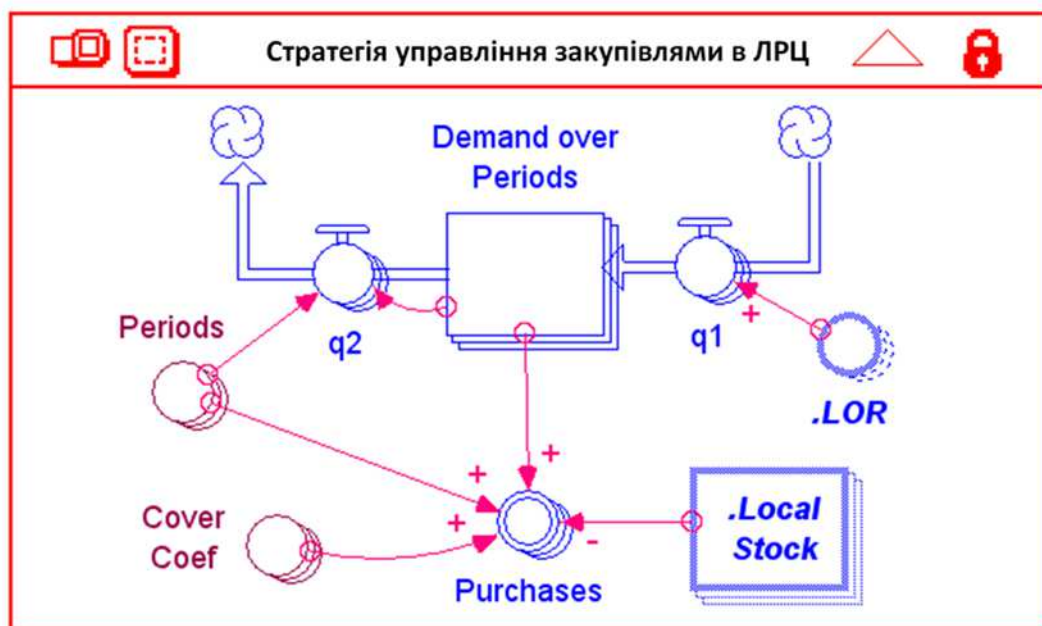 Стратегія управління закупівлями в ЛРЦ
Demand over
Periods
q2
q1
+
Periods
.LOR
+
+
+
Cover
Coef
-
.Local
Stock
Purchases